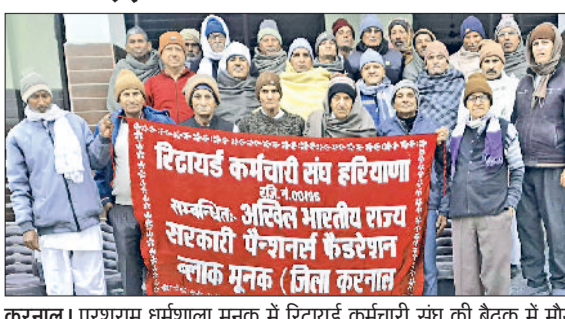 रिटायर्ड कर्मचारी संघ हरियाणा
रजि. नं.00196
सम्बन्धित:- अखिल भारतीय राज्य
सरकारी पैन्शनर्स फैडरेशन
ब्लाक मूनक (जिला करनाल
करनाल। परशुराम धर्मशाला मूनक में रिटायर्ड कर्मचारी संघ की बैठक में